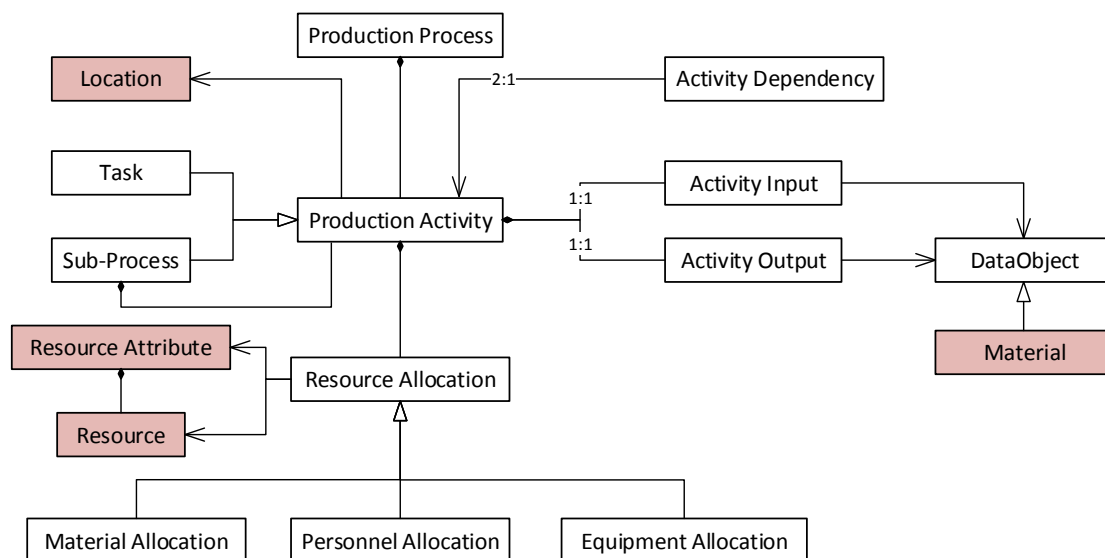 Production Process
Location
2:1
Activity Dependency
Task
Activity Input
1:1
Production Activity
1:1
Sub-Process
Activity Output
DataObject
Resource Attribute
Material
Resource Allocation
Resource
Material Allocation
Personnel Allocation
Equipment Allocation